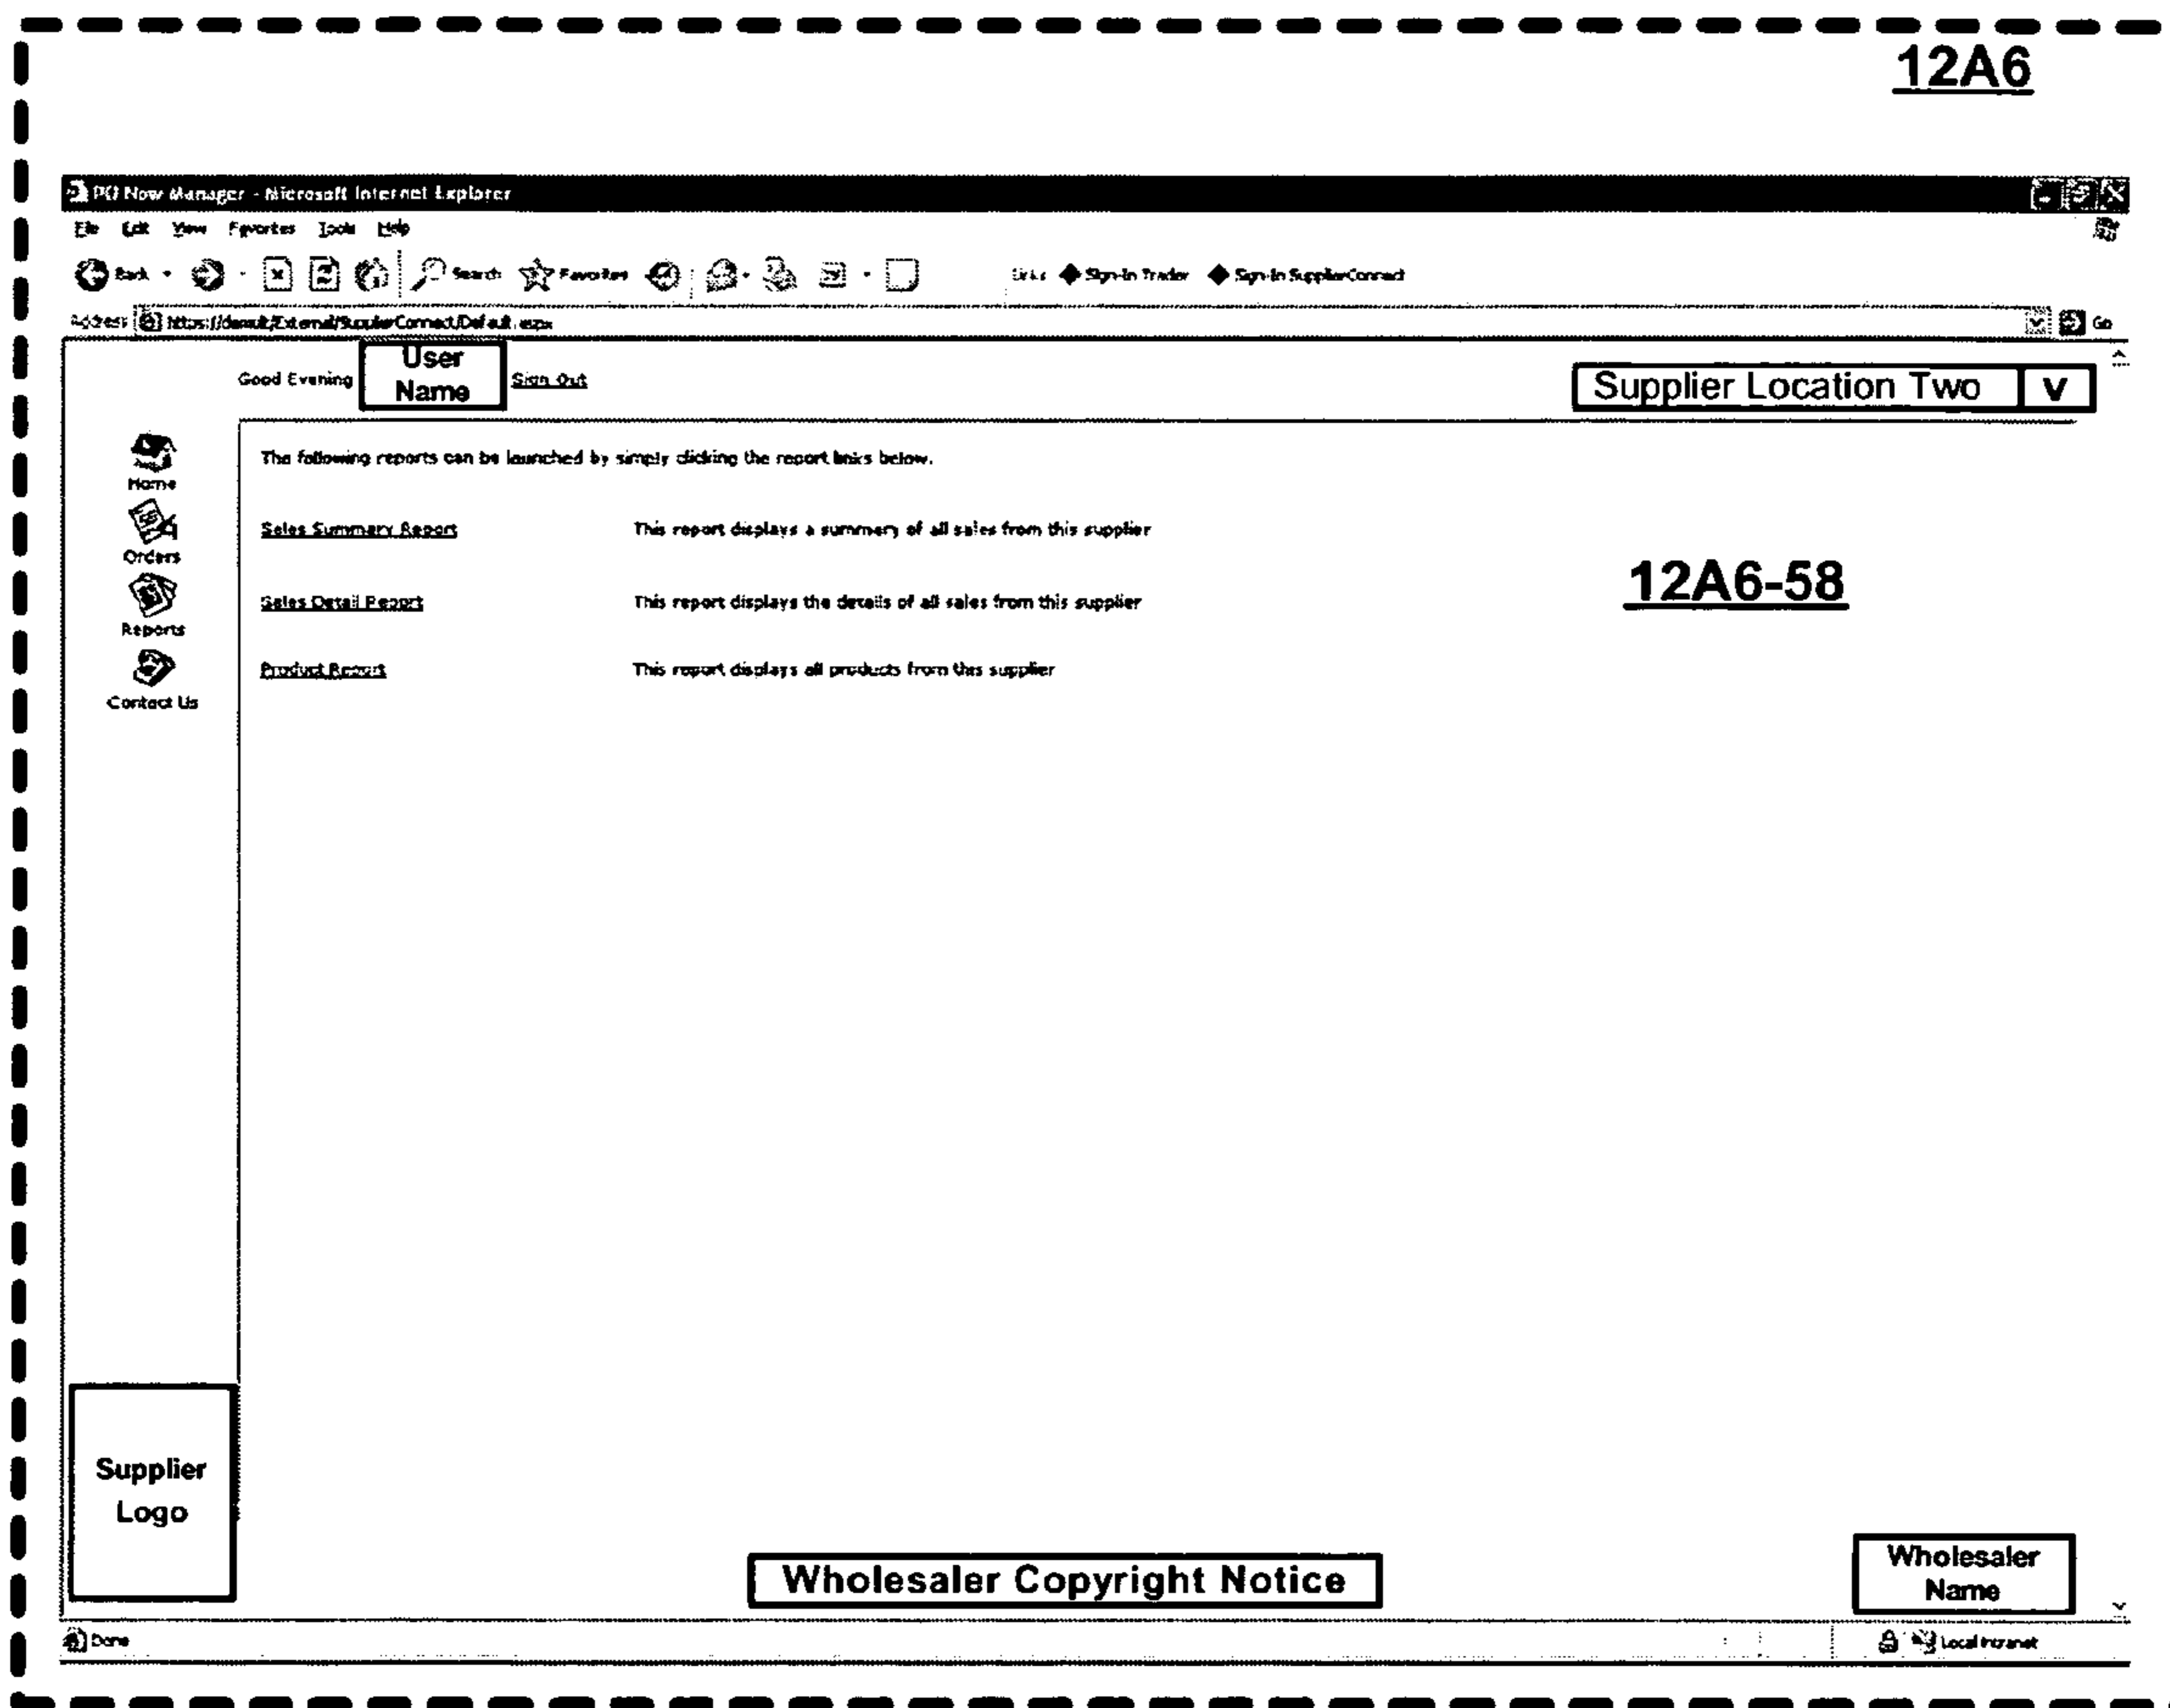 12A6
PO Now Manager - Microsoft Internet Explorer
File Edit View Favorites Tools Help
Back Search Favorites Links Sign-In Trader Sign-In SupplierConnect
Address Go
Good Evening User Name Sign Out Supplier Location Two V
Home
Orders
Reports
Contact Us
The following reports can be launched by simply clicking the report links below.
Sales Summary Report This report displays a summary of all sales from this supplier
12A6-58
Sales Detail Report This report displays the details of all sales from this supplier
Product Report This report displays all products from this supplier
Supplier
Logo
Wholesaler Copyright Notice
Wholesaler
Name
Done Local intranet